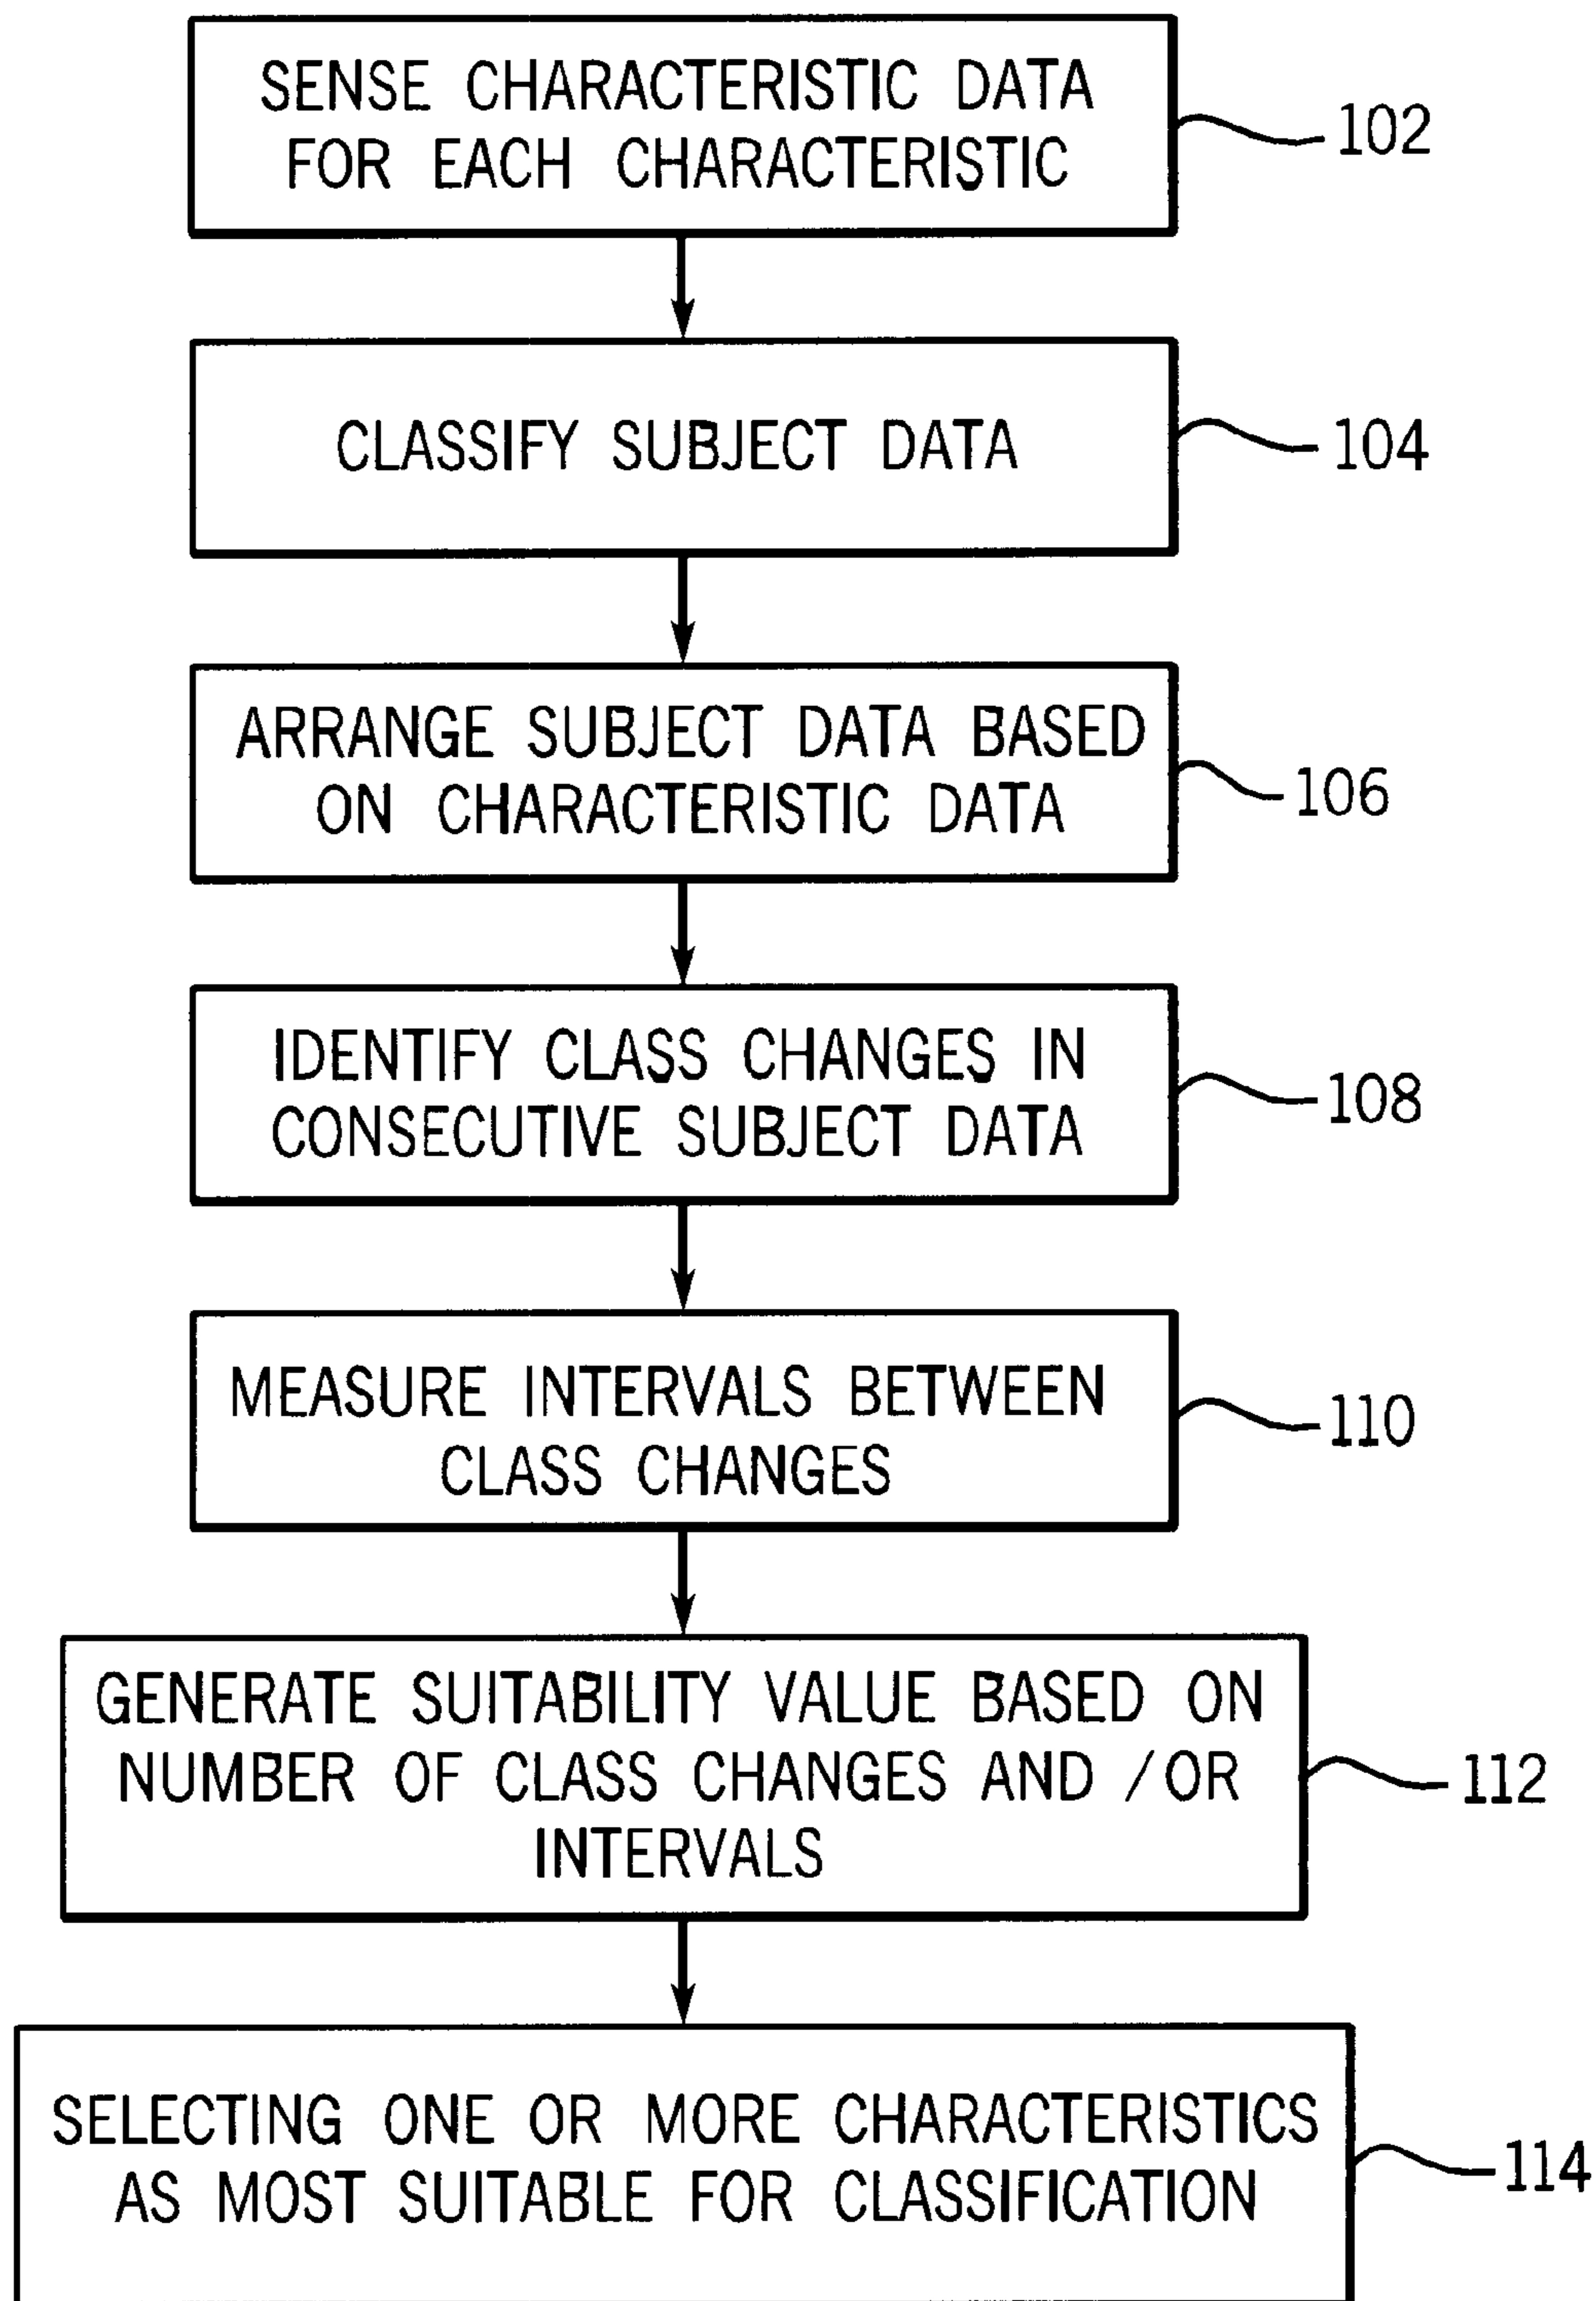 SENSE CHARACTERISTIC DATA
FOR EACH CHARACTERISTIC
102
CLASSIFY SUBJECT DATA
104
ARRANGE SUBJECT DATA BASED
ON CHARACTERISTIC DATA
106
IDENTIFY CLASS CHANGES IN
CONSECUTIVE SUBJECT DATA
108
MEASURE INTERVALS BETWEEN
CLASS CHANGES
110
GENERATE SUITABILITY VALUE BASED ON
NUMBER OF CLASS CHANGES AND /OR
INTERVALS
112
SELECTING ONE OR MORE CHARACTERISTICS
AS MOST SUITABLE FOR CLASSIFICATION
114